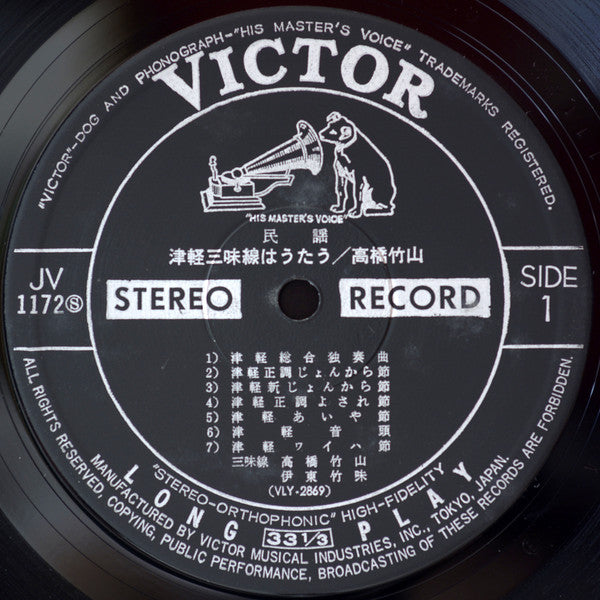 "VICTOR"-DOG AND PHONOGRAPH-"HIS MASTER'S VOICE" TRADEMARKS REGISTERED.
VICTOR
"HIS MASTER'S VOICE"
民 謡
津軽三味線はうたう/高橋竹山
JV
1172Ⓢ
STEREO
RECORD
SIDE
1
1) 津軽総合独奏曲
2) 津軽正調じょんから節
3) 津軽新じょんから節
4) 津軽正調よされ節
5) 津軽あいや節
6) 津軽音頭
7) 津軽ワイハ節
三味線 高橋竹山
伊東竹味
(VLY-2869)
"STEREO-ORTHOPHONIC" HIGH-FIDELITY
LONG 33 1/3 PLAY
MANUFACTURED BY VICTOR MUSICAL INDUSTRIES, INC., TOKYO, JAPAN.
ALL RIGHTS RESERVED, COPYING, PUBLIC PERFORMANCE, BROADCASTING OF THESE RECORDS ARE FORBIDDEN.